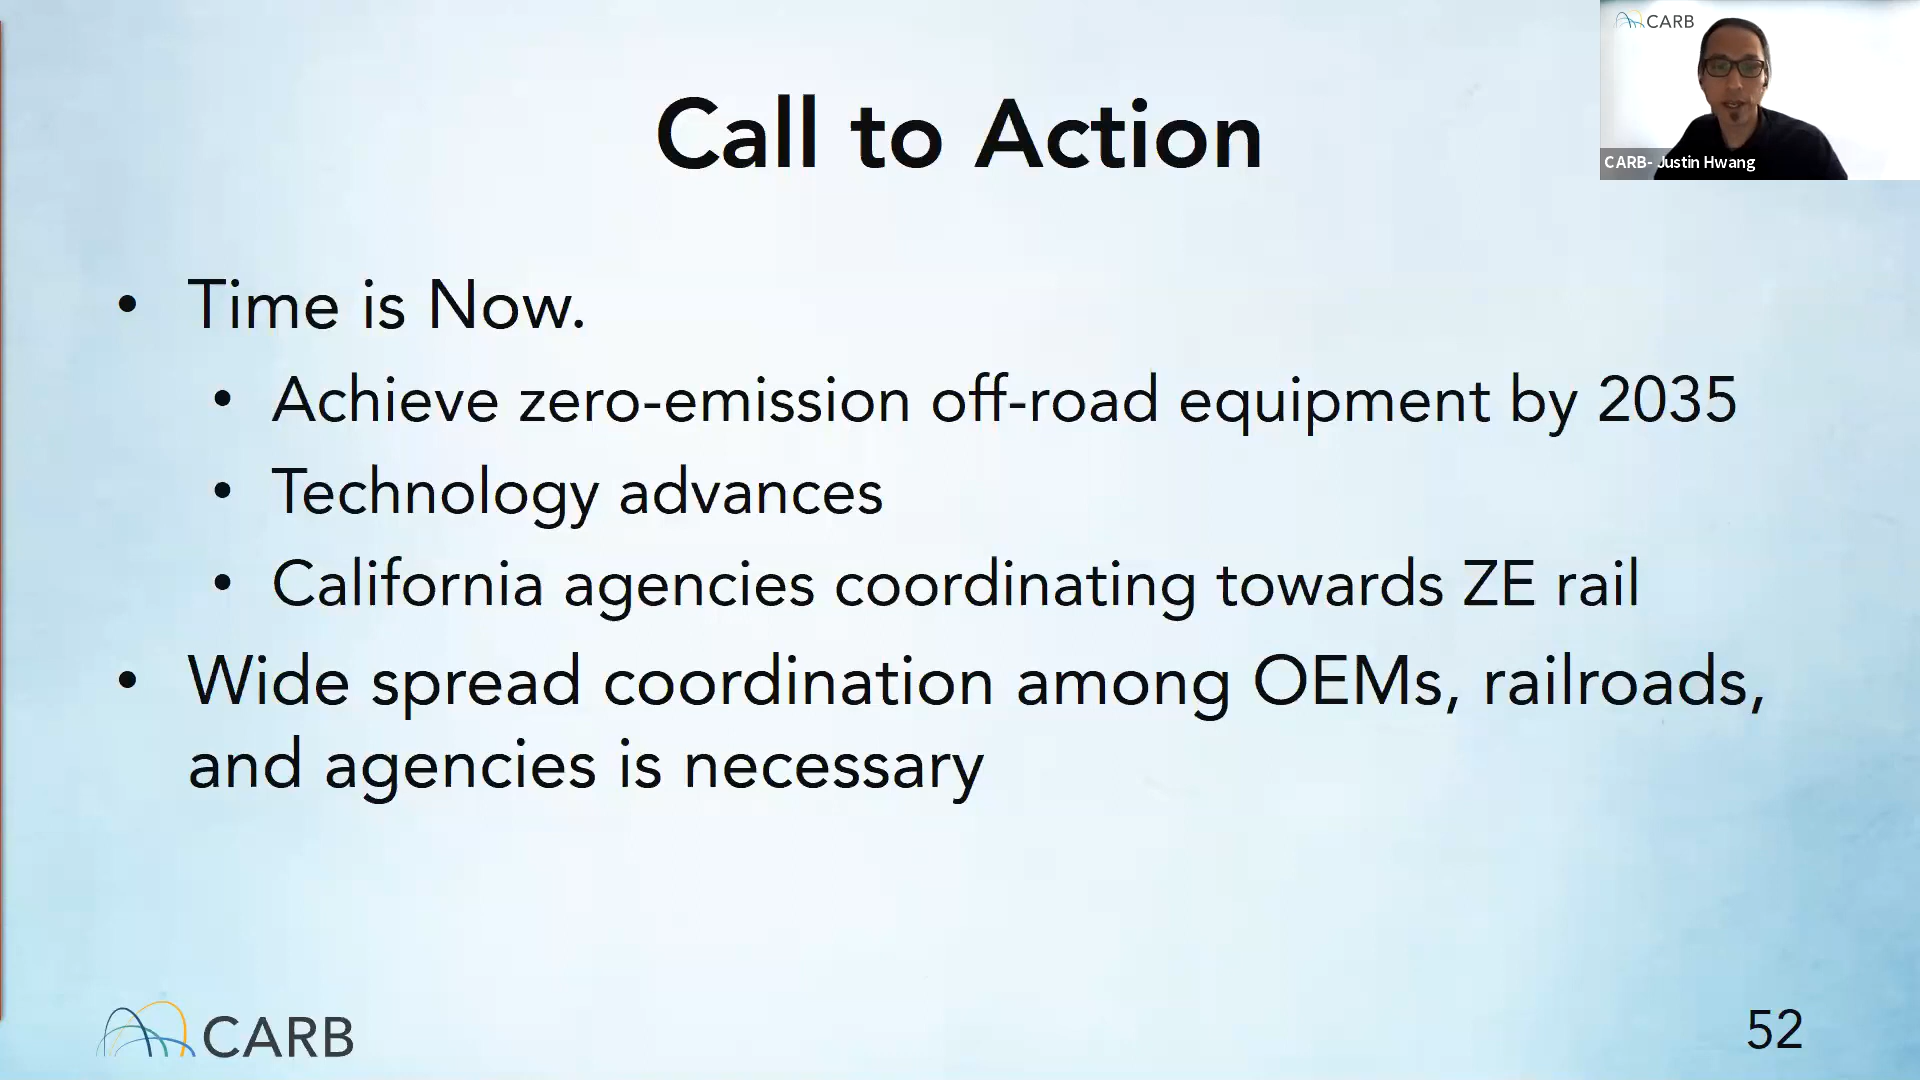 CARB
CARB- Justin Hwang
Call to Action
• Time is Now.
• Achieve zero-emission off-road equipment by 2035
• Technology advances
• California agencies coordinating towards ZE rail
• Wide spread coordination among OEMs, railroads,
and agencies is necessary
CARB
52